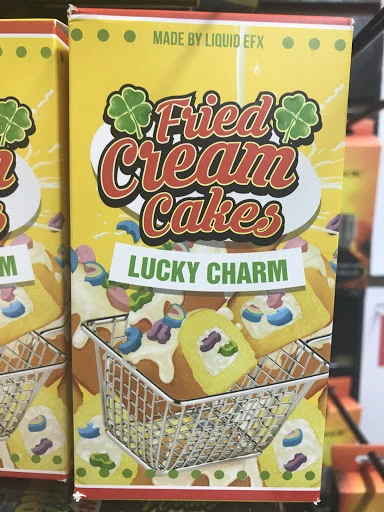 MADE BY LIQUID EFX
Fried
Cream
Cakes
LUCKY CHARM